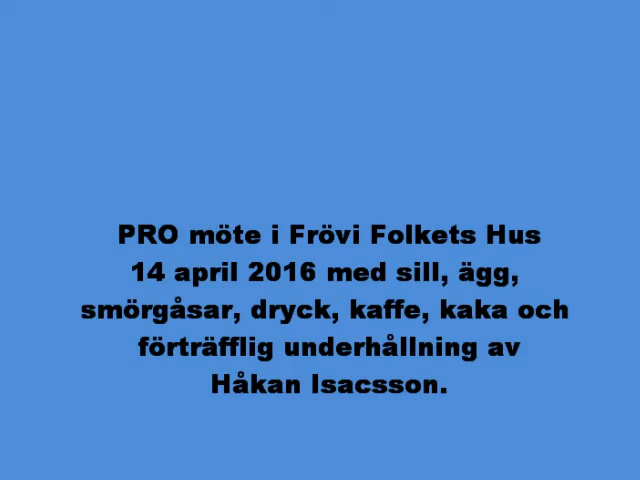 PRO möte i Frövi Folkets Hus
14 april 2016 med sill, ägg,
smörgåsar, dryck, kaffe, kaka och
förträfflig underhållning av
Håkan Isacsson.